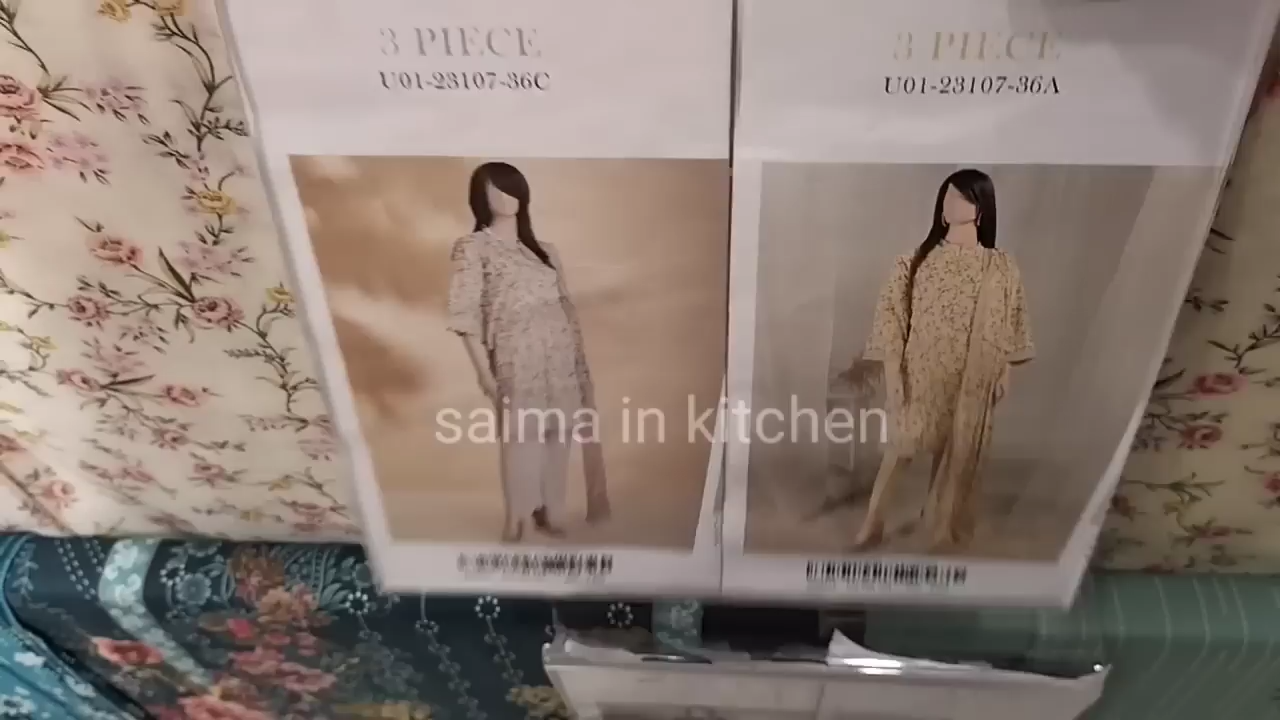 3 PIECE
U01-23107-36C
3 PIECE
U01-23107-36A
saima in kitchen